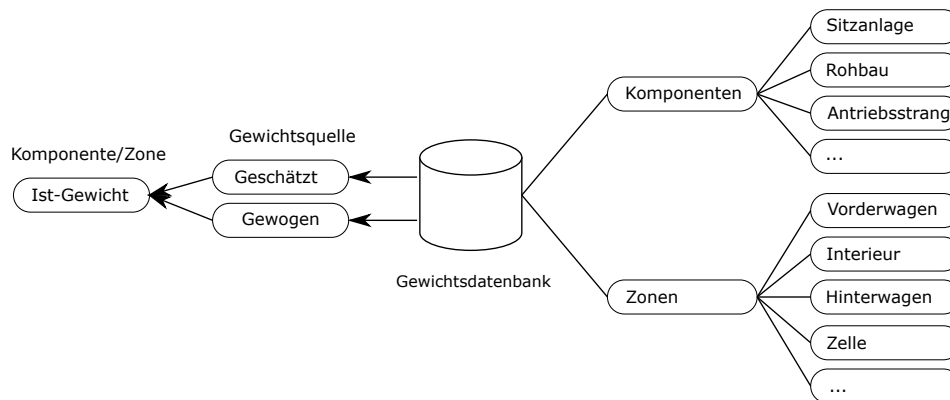 Komponente/Zone
Ist-Gewicht
Gewichtsquelle
Geschätzt
Gewogen
Gewichtsdatenbank
Komponenten
Sitzanlage
Rohbau
Antriebsstrang
...
Zonen
Vorderwagen
Interieur
Hinterwagen
Zelle
...